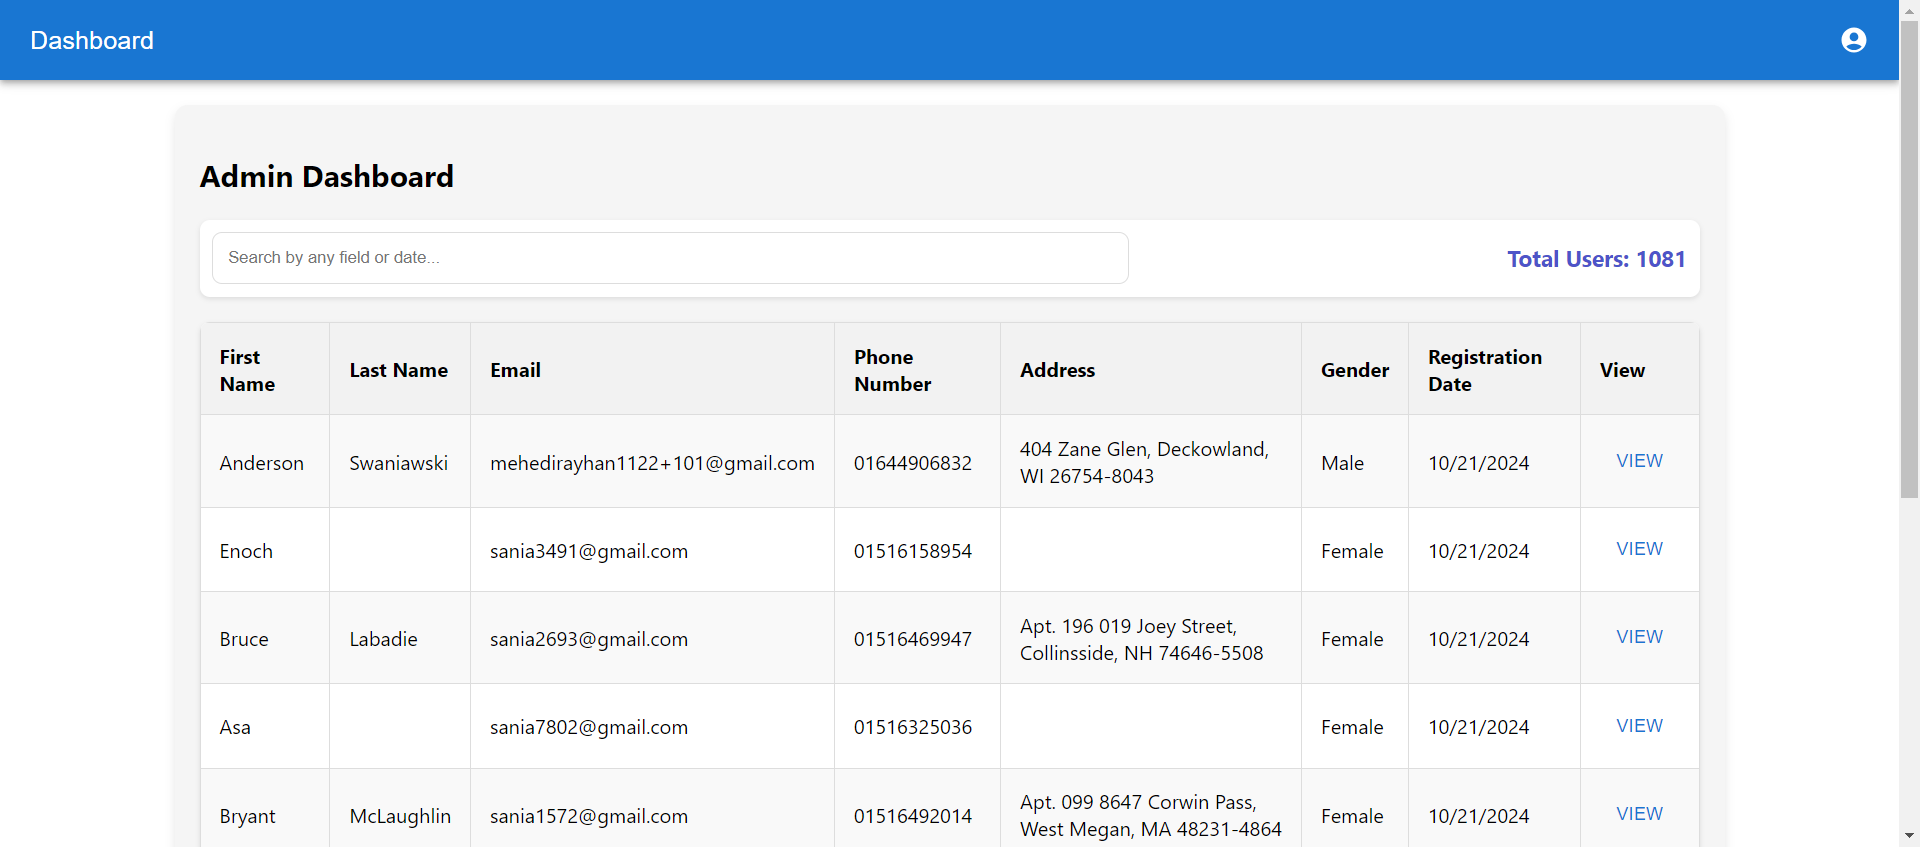 Dashboard
Admin Dashboard
Search by any field or date...
Total Users: 1081
First Name Last Name Email Phone Number Address Gender Registration Date View
Anderson Swaniawski mehedirayhan1122+101@gmail.com 01644906832 404 Zane Glen, Deckowland, WI 26754-8043 Male 10/21/2024 VIEW
Enoch sania3491@gmail.com 01516158954 Female 10/21/2024 VIEW
Bruce Labadie sania2693@gmail.com 01516469947 Apt. 196 019 Joey Street, Collinsside, NH 74646-5508 Female 10/21/2024 VIEW
Asa sania7802@gmail.com 01516325036 Female 10/21/2024 VIEW
Bryant McLaughlin sania1572@gmail.com 01516492014 Apt. 099 8647 Corwin Pass, West Megan, MA 48231-4864 Female 10/21/2024 VIEW